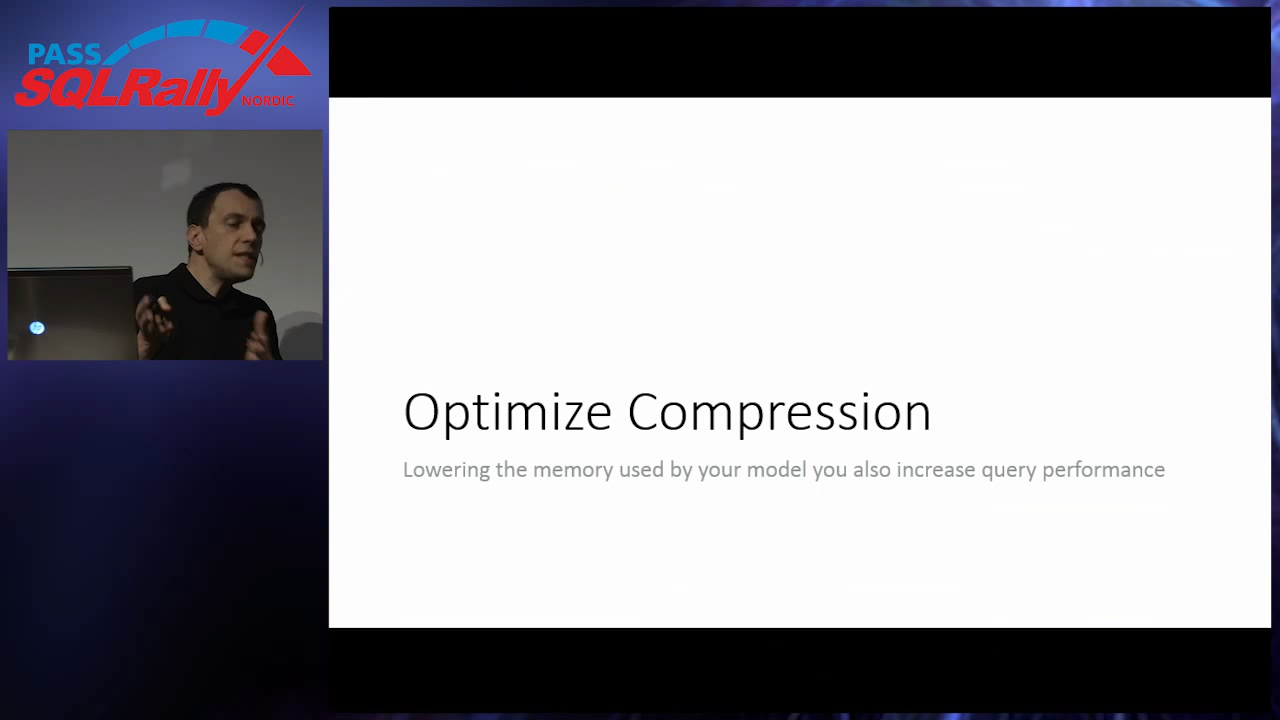 PASS
SQLRally
NORDIC
Optimize Compression
Lowering the memory used by your model you also increase query performance